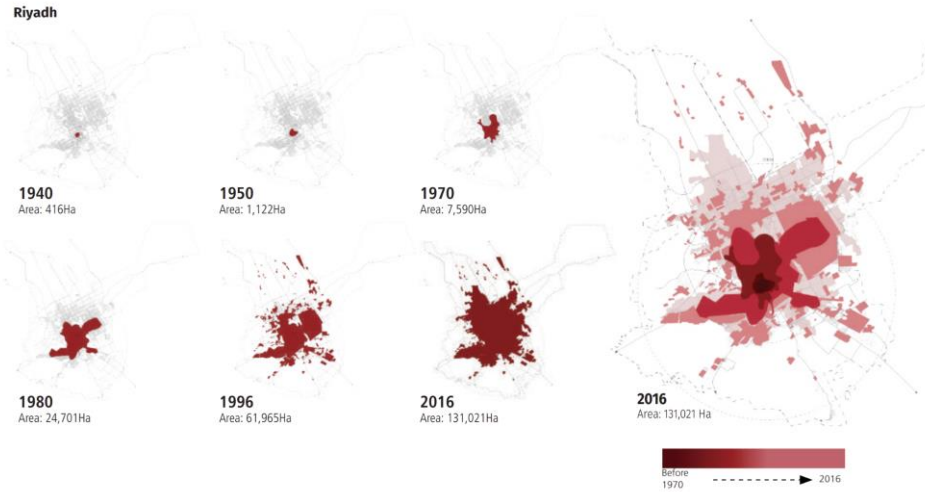 Riyadh
1940
Area: 416Ha
1950
Area: 1,122Ha
1970
Area: 7,590Ha
1980
Area: 24,701Ha
1996
Area: 61,965Ha
2016
Area: 131,021Ha
2016
Area: 131,021 Ha
Before
1970
2016